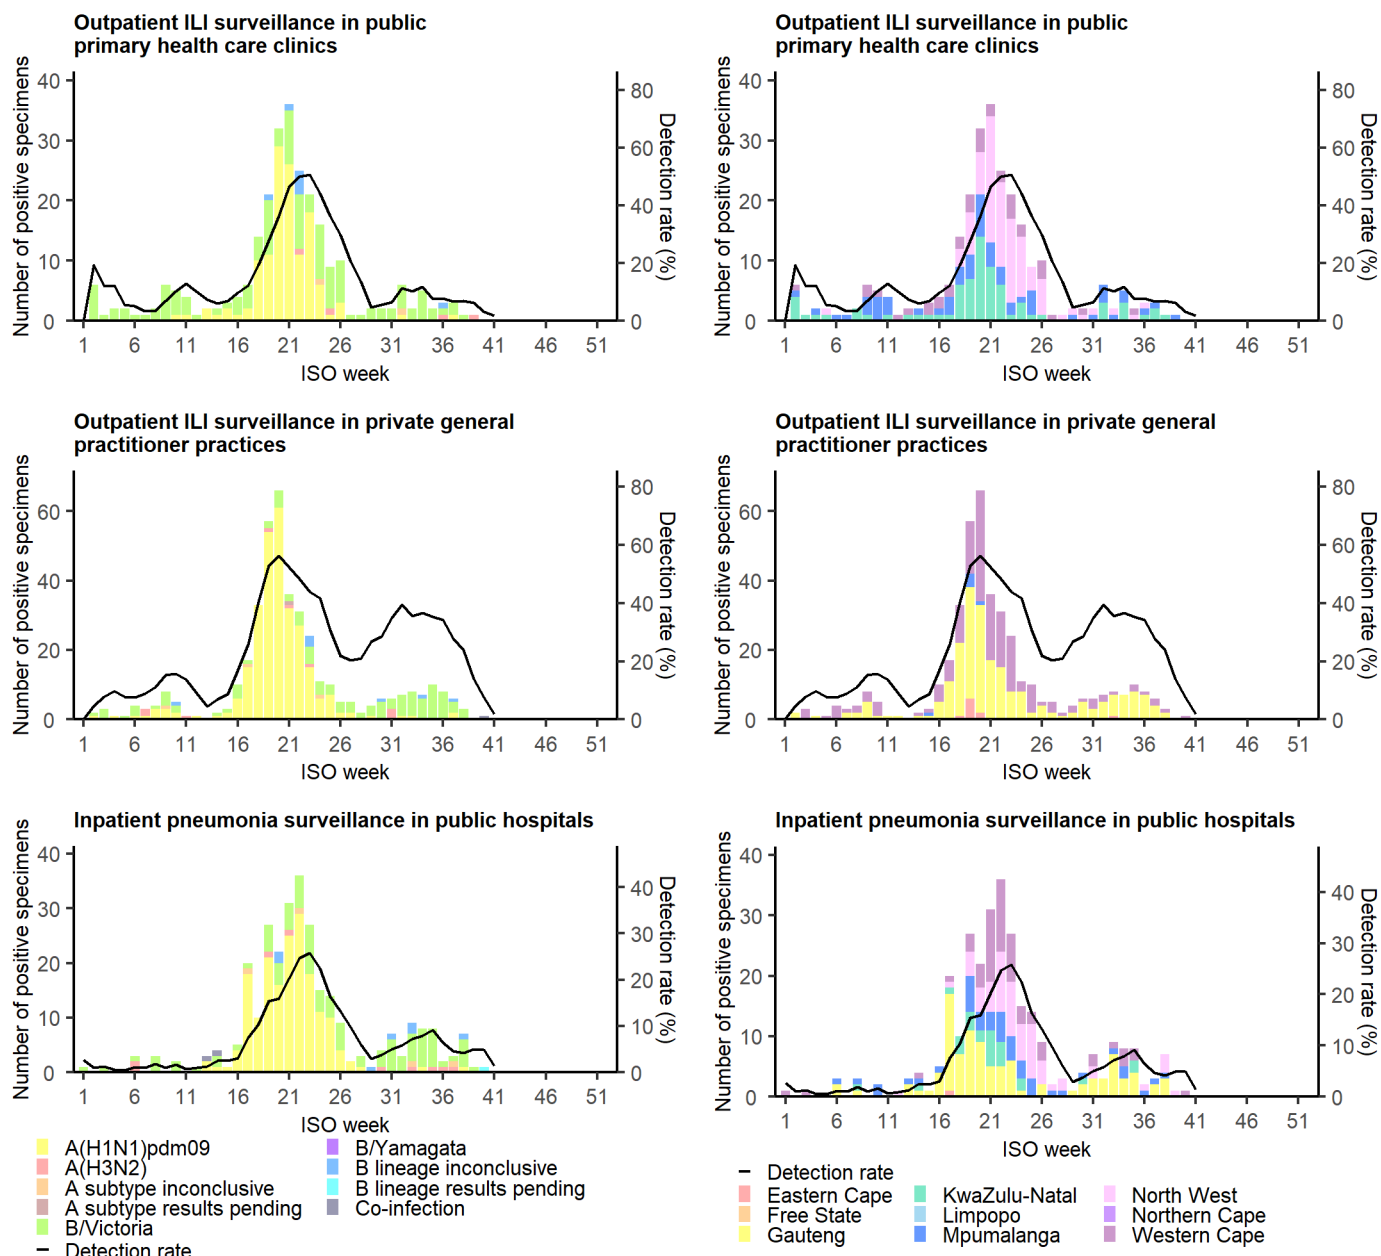 Outpatient ILI surveillance in public
primary health care clinics
Number of positive specimens
40
30
20
10
0
80
60
40
20
0
Detection rate (%)
1 6 11 16 21 26 31 36 41 46 51
ISO week
Outpatient ILI surveillance in public
primary health care clinics
Number of positive specimens
40
30
20
10
0
80
60
40
20
0
Detection rate (%)
1 6 11 16 21 26 31 36 41 46 51
ISO week
Outpatient ILI surveillance in private general
practitioner practices
Number of positive specimens
60
40
20
0
80
60
40
20
0
Detection rate (%)
1 6 11 16 21 26 31 36 41 46 51
ISO week
Outpatient ILI surveillance in private general
practitioner practices
Number of positive specimens
60
40
20
0
80
60
40
20
0
Detection rate (%)
1 6 11 16 21 26 31 36 41 46 51
ISO week
Inpatient pneumonia surveillance in public hospitals
Number of positive specimens
40
30
20
10
0
40
30
20
10
0
Detection rate (%)
1 6 11 16 21 26 31 36 41 46 51
ISO week
A(H1N1)pdm09
A(H3N2)
A subtype inconclusive
A subtype results pending
B/Victoria
Detection rate
B/Yamagata
B lineage inconclusive
B lineage results pending
Co-infection
Inpatient pneumonia surveillance in public hospitals
Number of positive specimens
40
30
20
10
0
40
30
20
10
0
Detection rate (%)
1 6 11 16 21 26 31 36 41 46 51
ISO week
Detection rate
Eastern Cape
Free State
Gauteng
KwaZulu-Natal
Limpopo
Mpumalanga
North West
Northern Cape
Western Cape